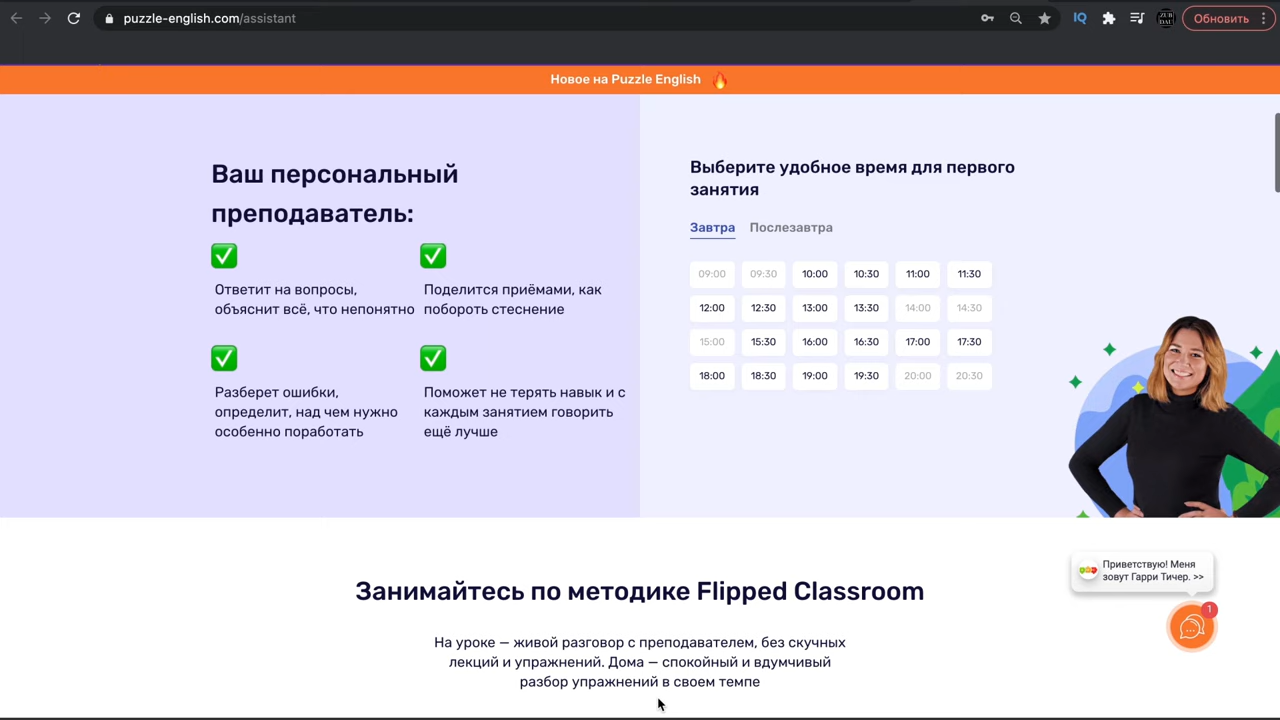 puzzle-english.com/assistant
IQ
Обновить
Новое на Puzzle English
Ваш персональный
преподаватель:
Ответит на вопросы,
объяснит всё, что непонятно
Поделится приёмами, как
побороть стеснение
Разберет ошибки,
определит, над чем нужно
особенно поработать
Поможет не терять навык и с
каждым занятием говорить
ещё лучше
Выберите удобное время для первого
занятия
Завтра Послезавтра
09:00 09:30 10:00 10:30 11:00 11:30
12:00 12:30 13:00 13:30 14:00 14:30
15:00 15:30 16:00 16:30 17:00 17:30
18:00 18:30 19:00 19:30 20:00 20:30
Занимайтесь по методике Flipped Classroom
На уроке — живой разговор с преподавателем, без скучных
лекций и упражнений. Дома — спокойный и вдумчивый
разбор упражнений в своем темпе
Приветствую! Меня
зовут Гарри Тичер. >>
1